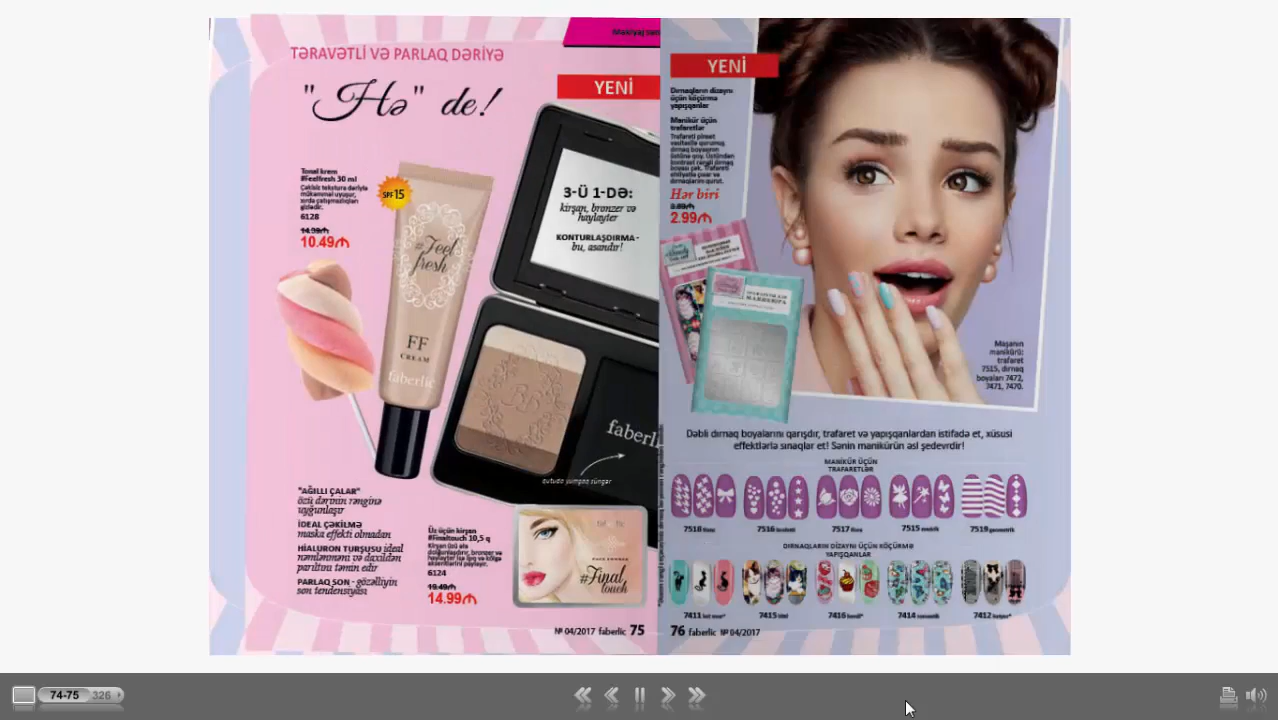 TƏRAVƏTLİ VƏ PARLAQ DƏRİYƏ
"Hə" de!
YENİ
Tonal krem
#Feelfresh 30 ml
6128
14.99₼
10.49₼
SPF 15
#Feel
fresh
FF
CREAM
faberlic
3-Ü 1-DƏ:
kirşan, bronzer və
haylayter
KONTURLAŞDIRMA-
bu, asandır!
faberlic
qutuda yumşaq süngər
"AĞILLI ÇALAR"
özü dərinin rənginə
uyğunlaşır
İDEAL ÇƏKİLMƏ
maska effekti olmadan
HİALURON TURŞUSU ideal
nəmlənməni və daxildən
parıltını təmin edir
PARLAQ SON - gözəlliyin
son tendensiyası
Üz üçün kirşan
#Finaltouch 10,5 q
6124
19.49₼
14.99₼
#Final
touch
№ 04/2017 faberlic 75
YENİ
Dırnaqların dizaynı
üçün köçürmə
yapışqanlar
Manikür üçün
trafaretlər
Hər biri
2.99₼
Maşanın
manikürü:
trafaret
7515, dırnaq
boyaları 7472,
7471, 7470.
Dəbli dırnaq boyalarını qarışdır, trafaret və yapışqanlardan istifadə et, xüsusi
effektlərlə sınaqlar et! Sənin manikürün əsl şedevrdir!
MANİKÜR ÜÇÜN
TRAFARETLƏR
7518 7516 7517 7515 7519
DIRNAQLARIN DİZAYNI ÜÇÜN KÖÇÜRMƏ
YAPIŞQANLAR
7411 7415 7416 7414 7412
76 faberlic № 04/2017
74-75 326